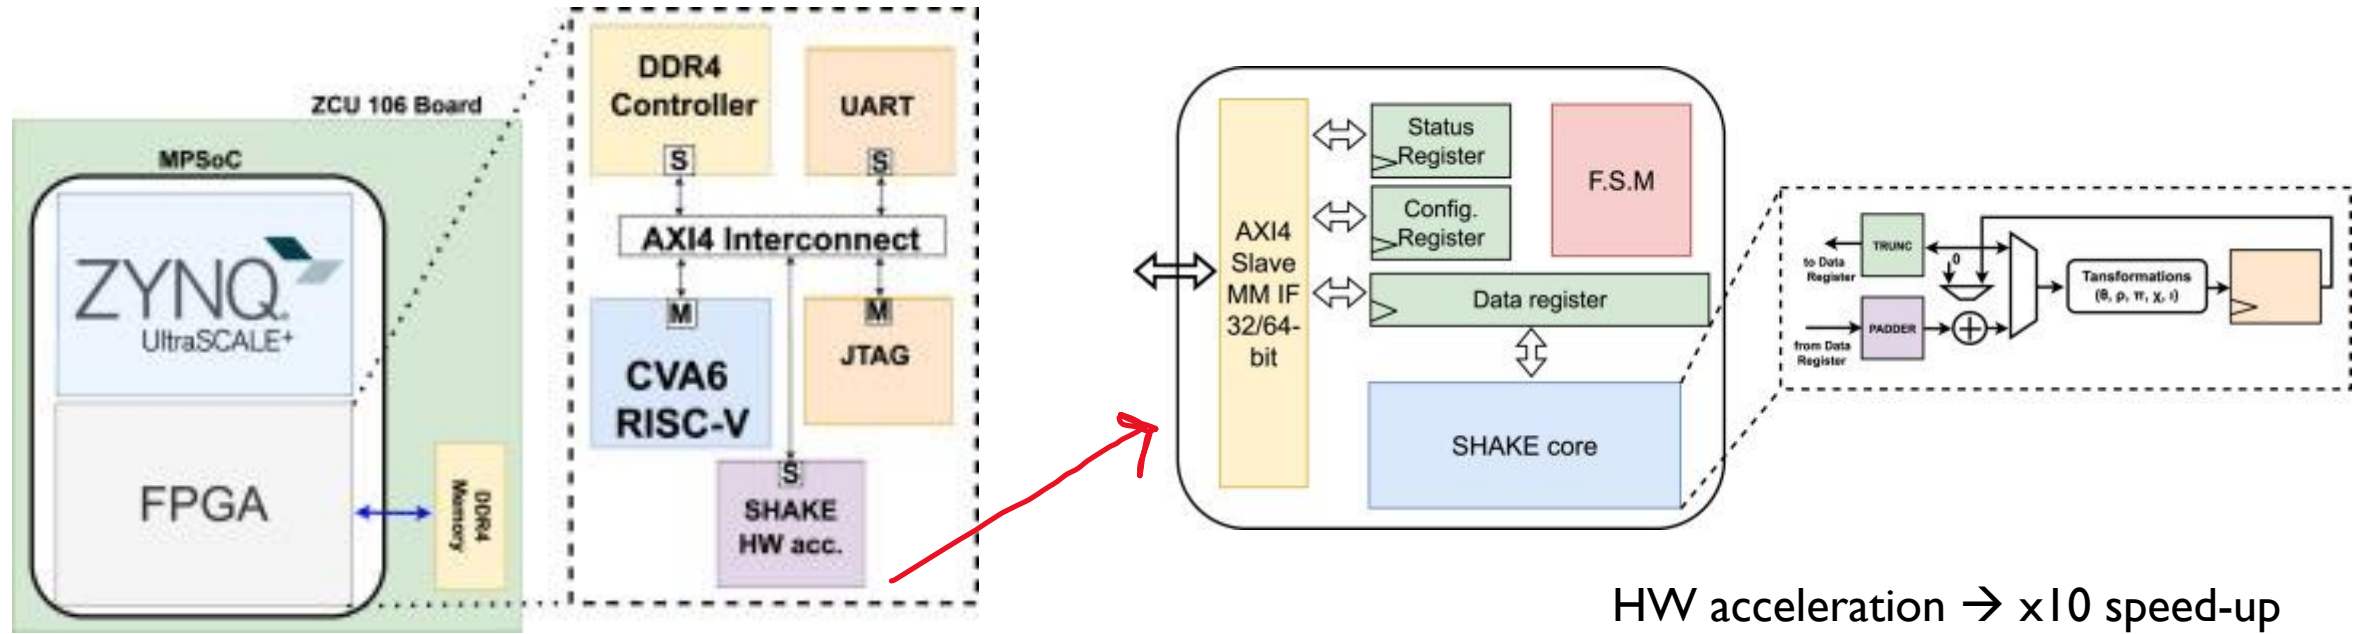 ZCU 106 Board
MPSoC
ZYNQ
UltraSCALE+
FPGA
DDR4
Memory
DDR4
Controller
S
UART
S
AXI4 Interconnect
M
CVA6
RISC-V
M
JTAG
S
SHAKE
HW acc.
AXI4
Slave
MM IF
32/64-
bit
Status
Register
Config.
Register
F.S.M
Data register
SHAKE core
TRUNC
to Data
Register
0
PADDER
from Data
Register
Tansformations
(θ, ρ, π, χ, ι)
HW acceleration → x10 speed-up